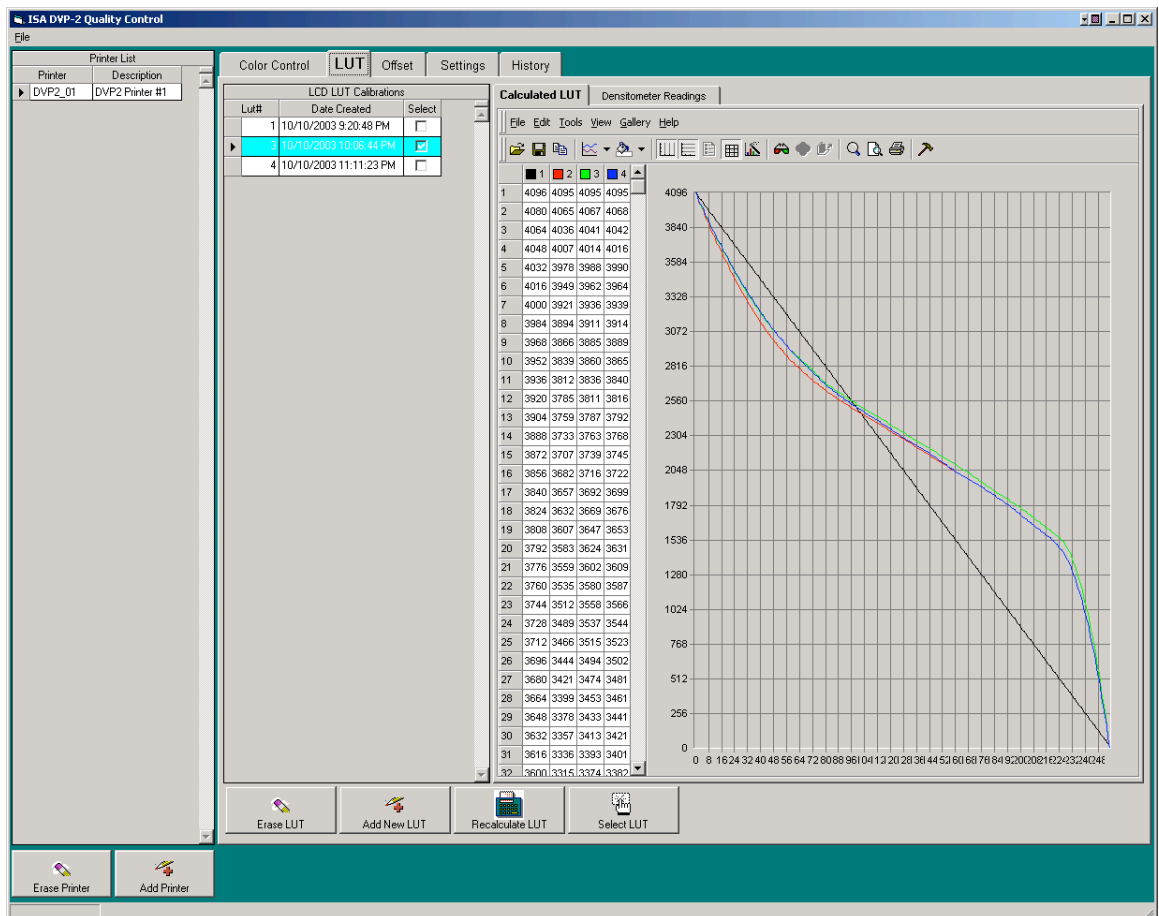 ISA DVP-2 Quality Control
File
Printer List
Printer Description
DVP2_01 DVP2 Printer #1
Color Control LUT Offset Settings History
LCD LUT Calibrations
Lut# Date Created Select
1 10/10/2003 9:20:48 PM
3 10/10/2003 10:06:44 PM
4 10/10/2003 11:11:23 PM
Calculated LUT Densitometer Readings
File Edit Tools View Gallery Help
1 2 3 4
1 4096 4095 4095 4095
2 4080 4065 4067 4068
3 4064 4036 4041 4042
4 4048 4007 4014 4016
5 4032 3978 3988 3990
6 4016 3949 3962 3964
7 4000 3921 3936 3939
8 3984 3894 3911 3914
9 3968 3866 3885 3889
10 3952 3839 3860 3865
11 3936 3812 3836 3840
12 3920 3785 3811 3816
13 3904 3759 3787 3792
14 3888 3733 3763 3768
15 3872 3707 3739 3745
16 3856 3682 3716 3722
17 3840 3657 3692 3699
18 3824 3632 3669 3676
19 3808 3607 3647 3653
20 3792 3583 3624 3631
21 3776 3559 3602 3609
22 3760 3535 3580 3587
23 3744 3512 3558 3566
24 3728 3489 3537 3544
25 3712 3466 3515 3523
26 3696 3444 3494 3502
27 3680 3421 3474 3481
28 3664 3399 3453 3461
29 3648 3378 3433 3441
30 3632 3357 3413 3421
31 3616 3336 3393 3401
32 3600 3315 3374 3382
4096
3840
3584
3328
3072
2816
2560
2304
2048
1792
1536
1280
1024
768
512
256
0
0 8 16 24 32 40 48 56 64 72 80 88 96
Erase LUT Add New LUT Recalculate LUT Select LUT
Erase Printer Add Printer